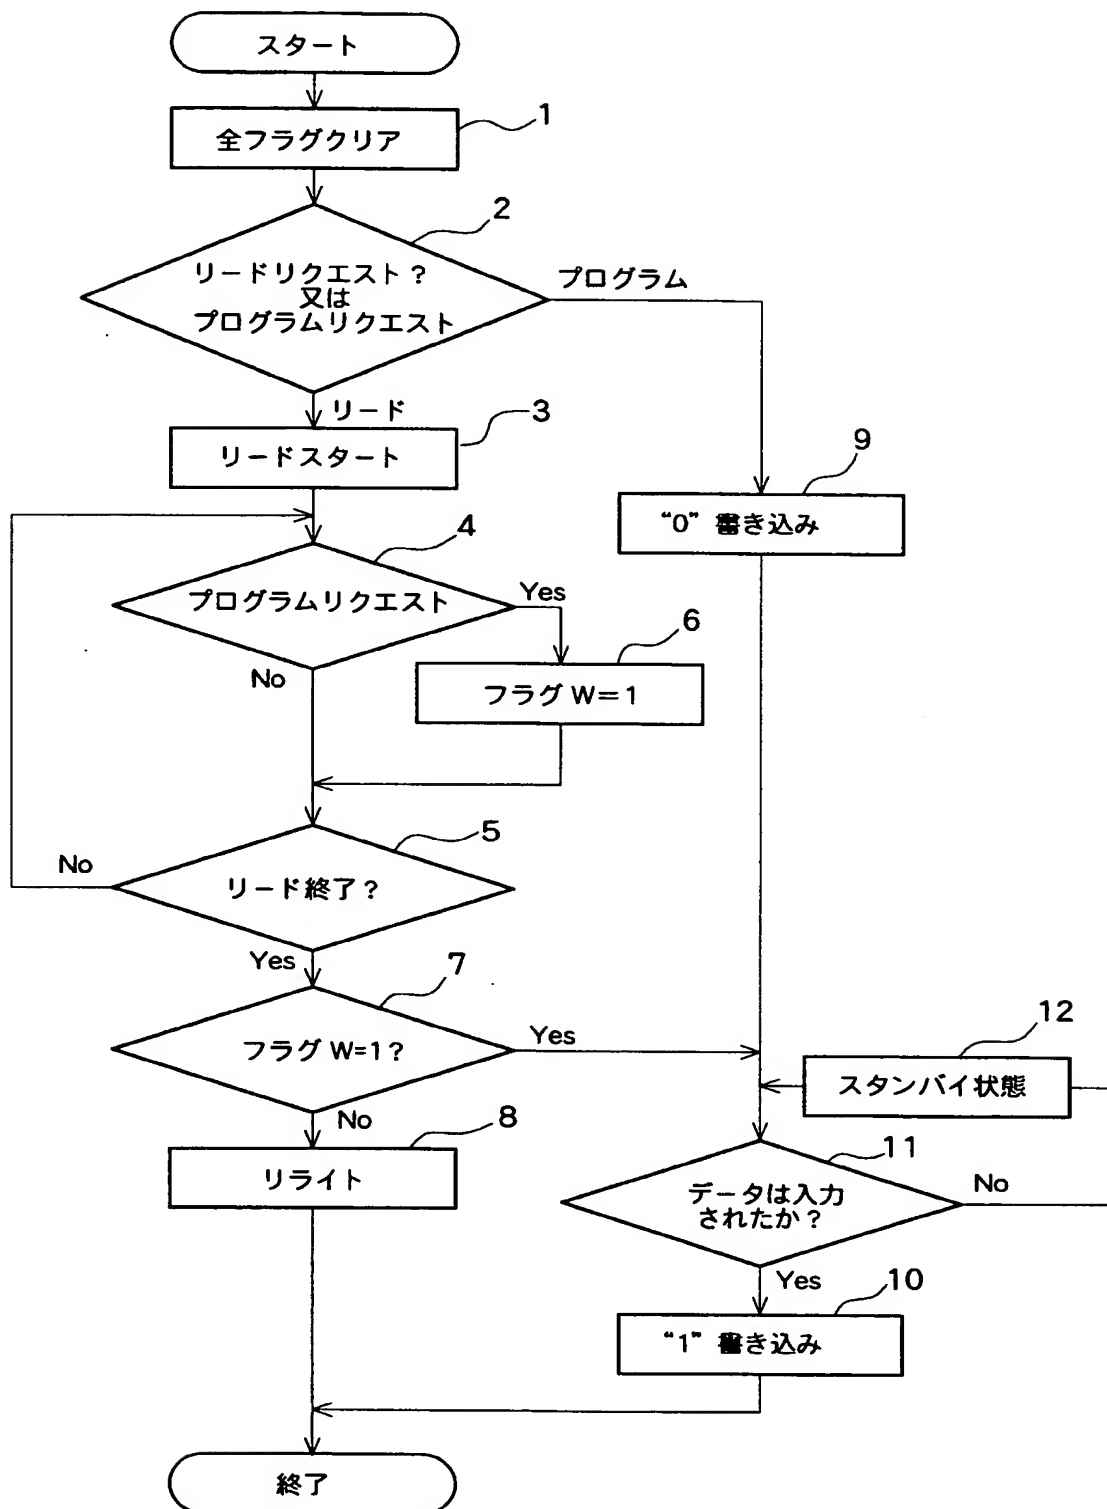 スタート
全フラグクリア
1
2
リードリクエスト?
又は
プログラムリクエスト
プログラム
リード
3
リードスタート
9
“0” 書き込み
4
プログラムリクエスト
Yes
No
6
フラグ W=1
5
リード終了?
No
Yes
7
フラグ W=1?
Yes
No
12
スタンバイ状態
8
リライト
11
データは入力
されたか?
No
Yes
10
“1” 書き込み
終了